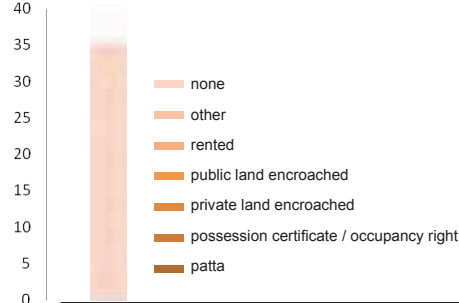 40
35
30
25
20
15
10
5
0
none
other
rented
public land encroached
private land encroached
possession certificate / occupancy right
patta